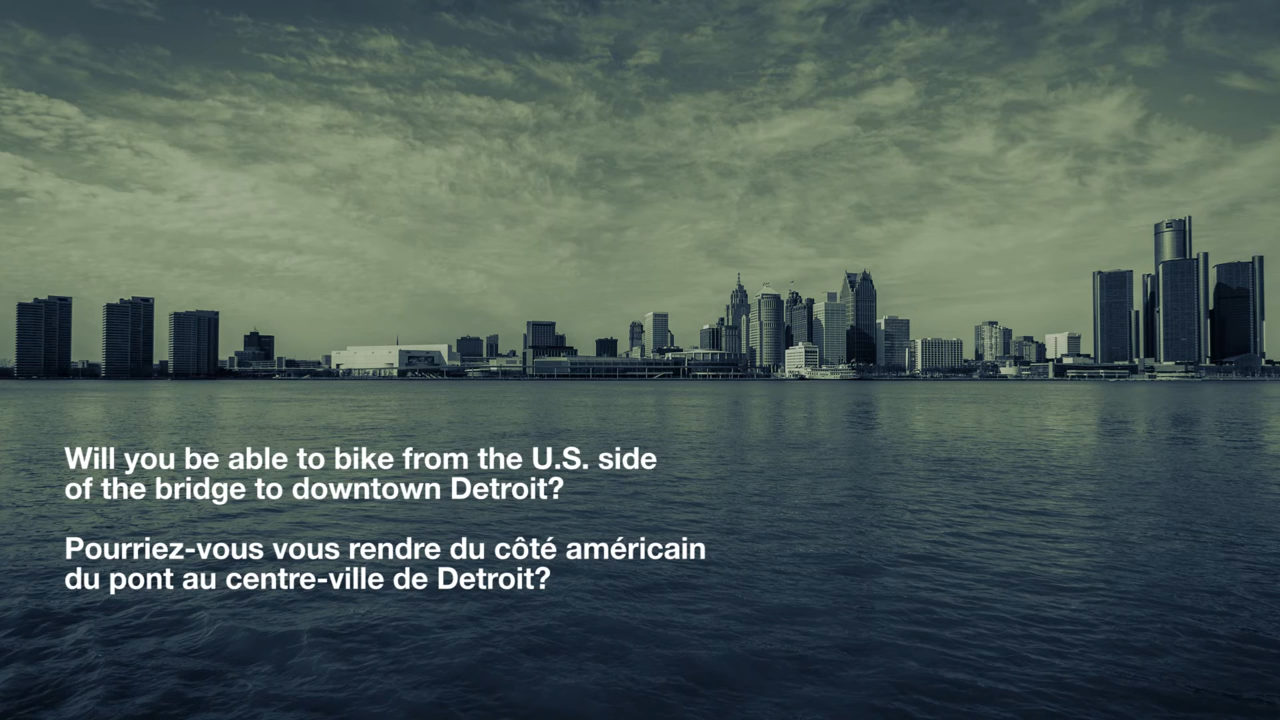 Will you be able to bike from the U.S. side
of the bridge to downtown Detroit?
Pourriez-vous vous rendre du côté américain
du pont au centre-ville de Detroit?